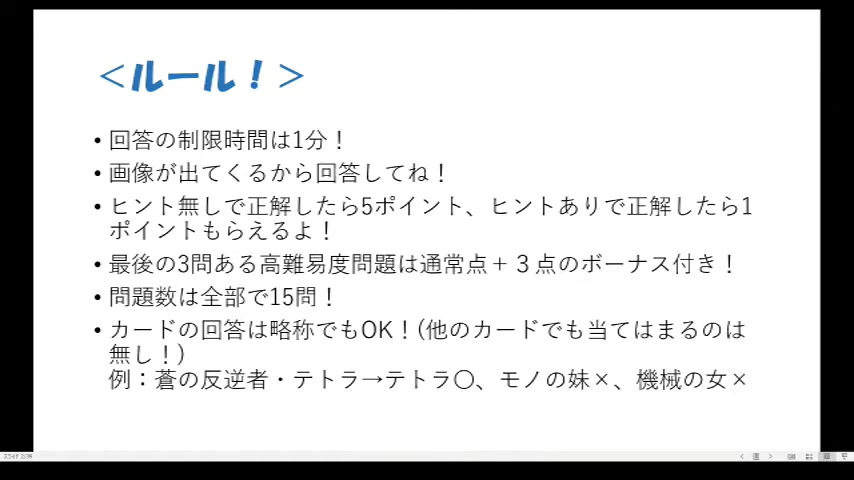 ＜ルール！＞
• 回答の制限時間は1分！
• 画像が出てくるから回答してね！
• ヒント無しで正解したら5ポイント、ヒントありで正解したら1
ポイントもらえるよ！
• 最後の3問ある高難易度問題は通常点＋３点のボーナス付き！
• 問題数は全部で15問！
• カードの回答は略称でもOK！(他のカードでも当てはまるのは
無し！)
例：蒼の反逆者・テトラ→テトラ〇、モノの妹×、機械の女×